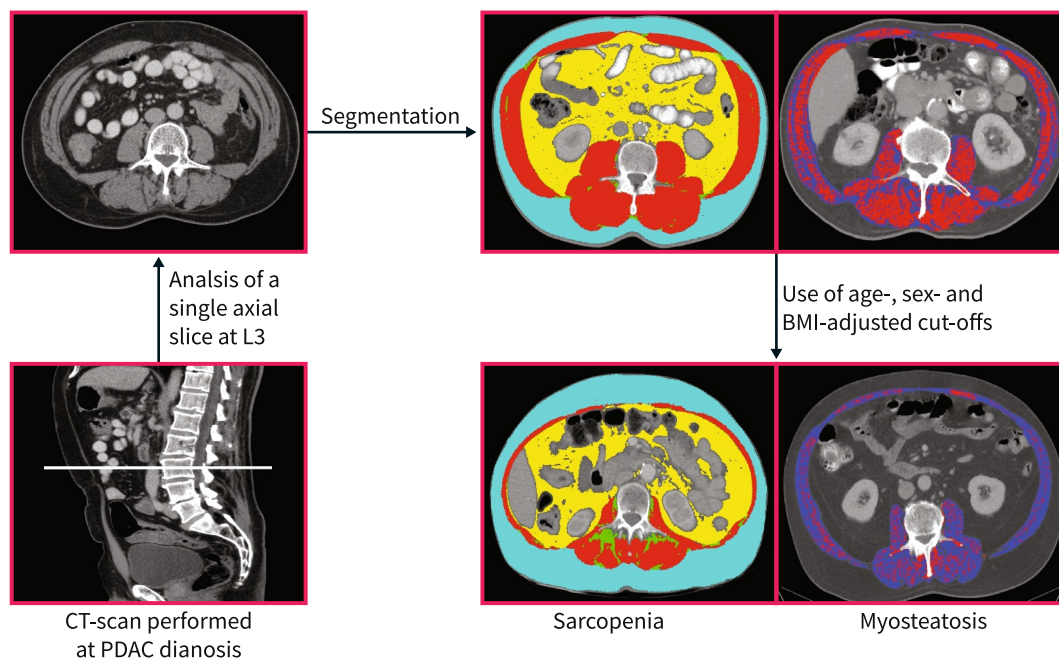 Segmentation
Analsis of a
single axial
slice at L3
Use of age-, sex- and
BMI-adjusted cut-offs
CT-scan performed
at PDAC dianosis
Sarcopenia
Myosteatosis